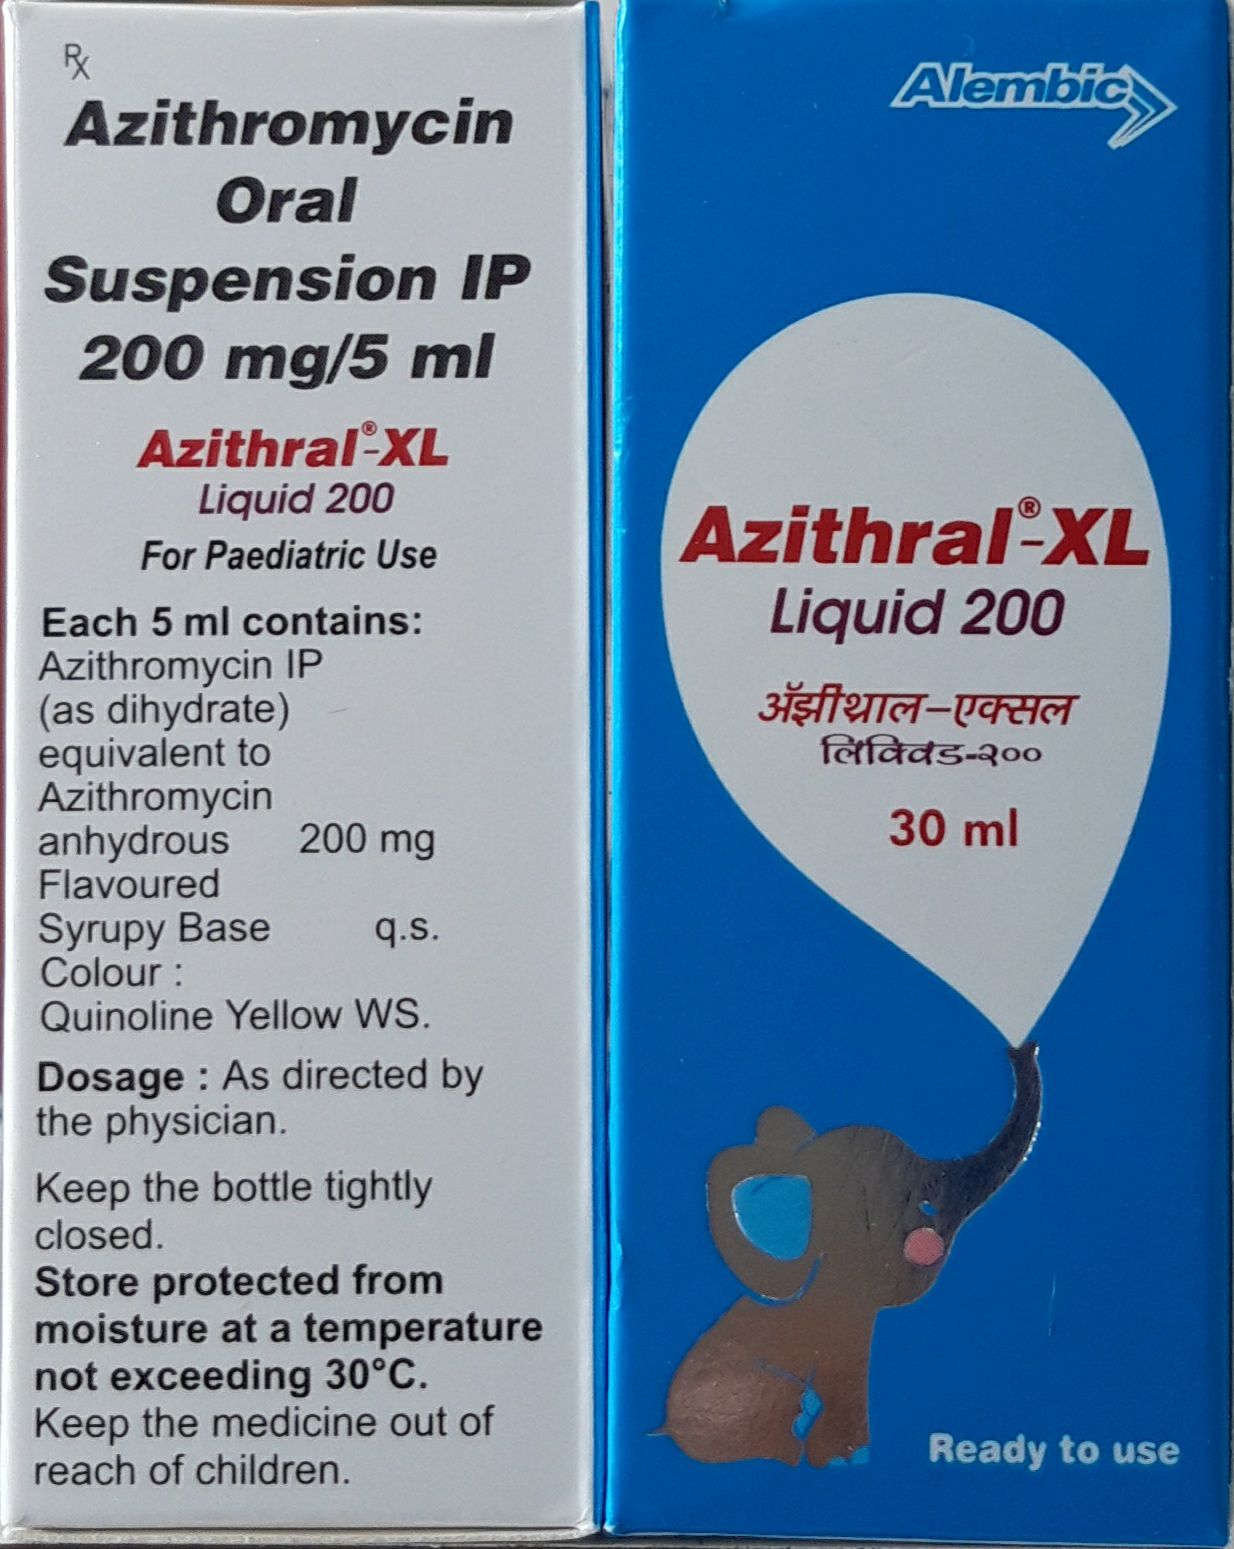 Rx
Azithromycin
Oral
Suspension IP
200 mg/5 ml
Azithral®-XL
Liquid 200
For Paediatric Use
Each 5 ml contains:
Azithromycin IP
(as dihydrate)
equivalent to
Azithromycin
anhydrous 200 mg
Flavoured
Syrupy Base q.s.
Colour :
Quinoline Yellow WS.
Dosage : As directed by
the physician.
Keep the bottle tightly
closed.
Store protected from
moisture at a temperature
not exceeding 30°C.
Keep the medicine out of
reach of children.
Alembic
Azithral®-XL
Liquid 200
ॲझीथ्राल-एक्सल
लिक्विड-२००
30 ml
Ready to use